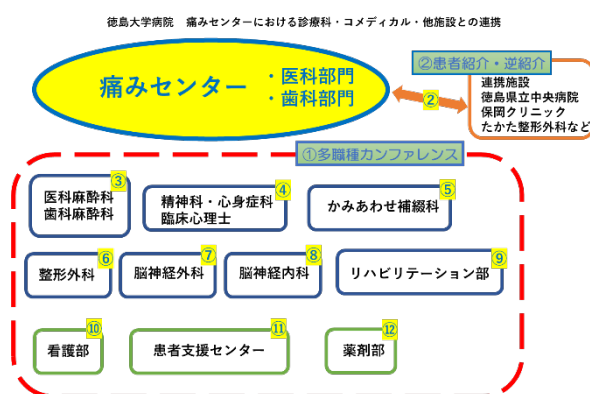 徳島大学病院　痛みセンターにおける診療科・コメディカル・他施設との連携
痛みセンター
・医科部門
・歯科部門
②
②患者紹介・逆紹介
連携施設
徳島県立中央病院
保岡クリニック
たかた整形外科など
①多職種カンファレンス
③
医科麻酔科
歯科麻酔科
④
精神科・心身症科
臨床心理士
⑤
かみあわせ補綴科
⑥
整形外科
⑦
脳神経外科
⑧
脳神経内科
⑨
リハビリテーション部
⑩
看護部
⑪
患者支援センター
⑫
薬剤部